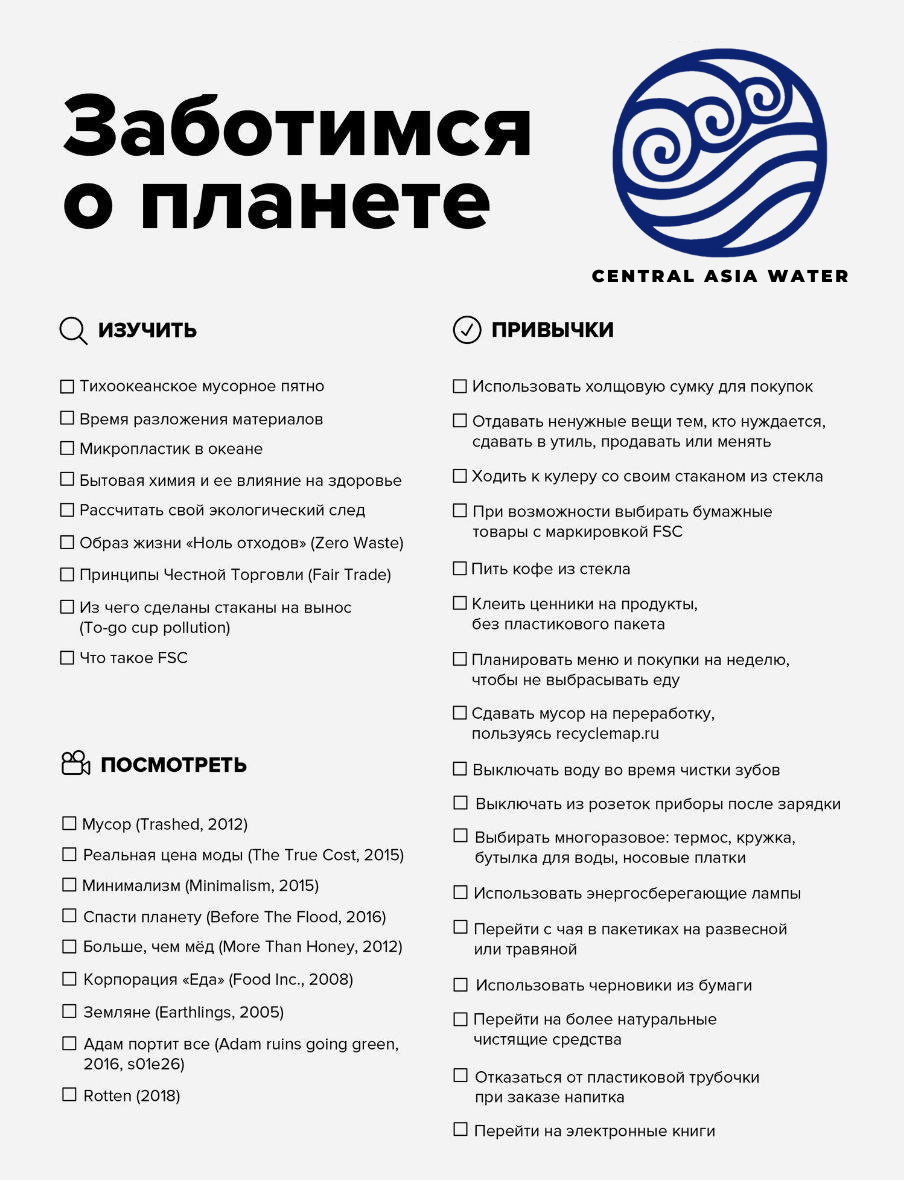 Заботимся
о планете
CENTRAL ASIA WATER
ИЗУЧИТЬ
Тихоокеанское мусорное пятно
Время разложения материалов
Микропластик в океане
Бытовая химия и ее влияние на здоровье
Рассчитать свой экологический след
Образ жизни «Ноль отходов» (Zero Waste)
Принципы Честной Торговли (Fair Trade)
Из чего сделаны стаканы на вынос
(To-go cup pollution)
Что такое FSC
ПОСМОТРЕТЬ
Мусор (Trashed, 2012)
Реальная цена моды (The True Cost, 2015)
Минимализм (Minimalism, 2015)
Спасти планету (Before The Flood, 2016)
Больше, чем мёд (More Than Honey, 2012)
Корпорация «Еда» (Food Inc., 2008)
Земляне (Earthlings, 2005)
Адам портит все (Adam ruins going green,
2016, s01e26)
Rotten (2018)
ПРИВЫЧКИ
Использовать холщовую сумку для покупок
Отдавать ненужные вещи тем, кто нуждается,
сдавать в утиль, продавать или менять
Ходить к кулеру со своим стаканом из стекла
При возможности выбирать бумажные
товары с маркировкой FSC
Пить кофе из стекла
Клеить ценники на продукты,
без пластикового пакета
Планировать меню и покупки на неделю,
чтобы не выбрасывать еду
Сдавать мусор на переработку,
пользуясь recyclemap.ru
Выключать воду во время чистки зубов
Выключать из розеток приборы после зарядки
Выбирать многоразовое: термос, кружка,
бутылка для воды, носовые платки
Использовать энергосберегающие лампы
Перейти с чая в пакетиках на развесной
или травяной
Использовать черновики из бумаги
Перейти на более натуральные
чистящие средства
Отказаться от пластиковой трубочки
при заказе напитка
Перейти на электронные книги